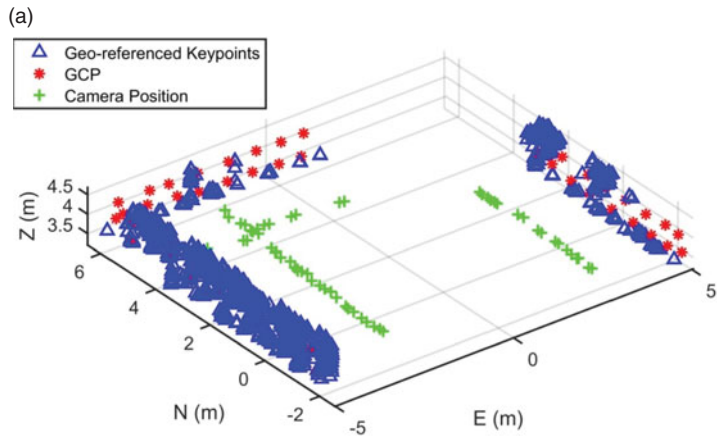 (a)
Geo-referenced Keypoints
GCP
Camera Position
4.5
4
3.5
Z (m)
6
4
2
0
-2
N (m)
-5
0
5
E (m)